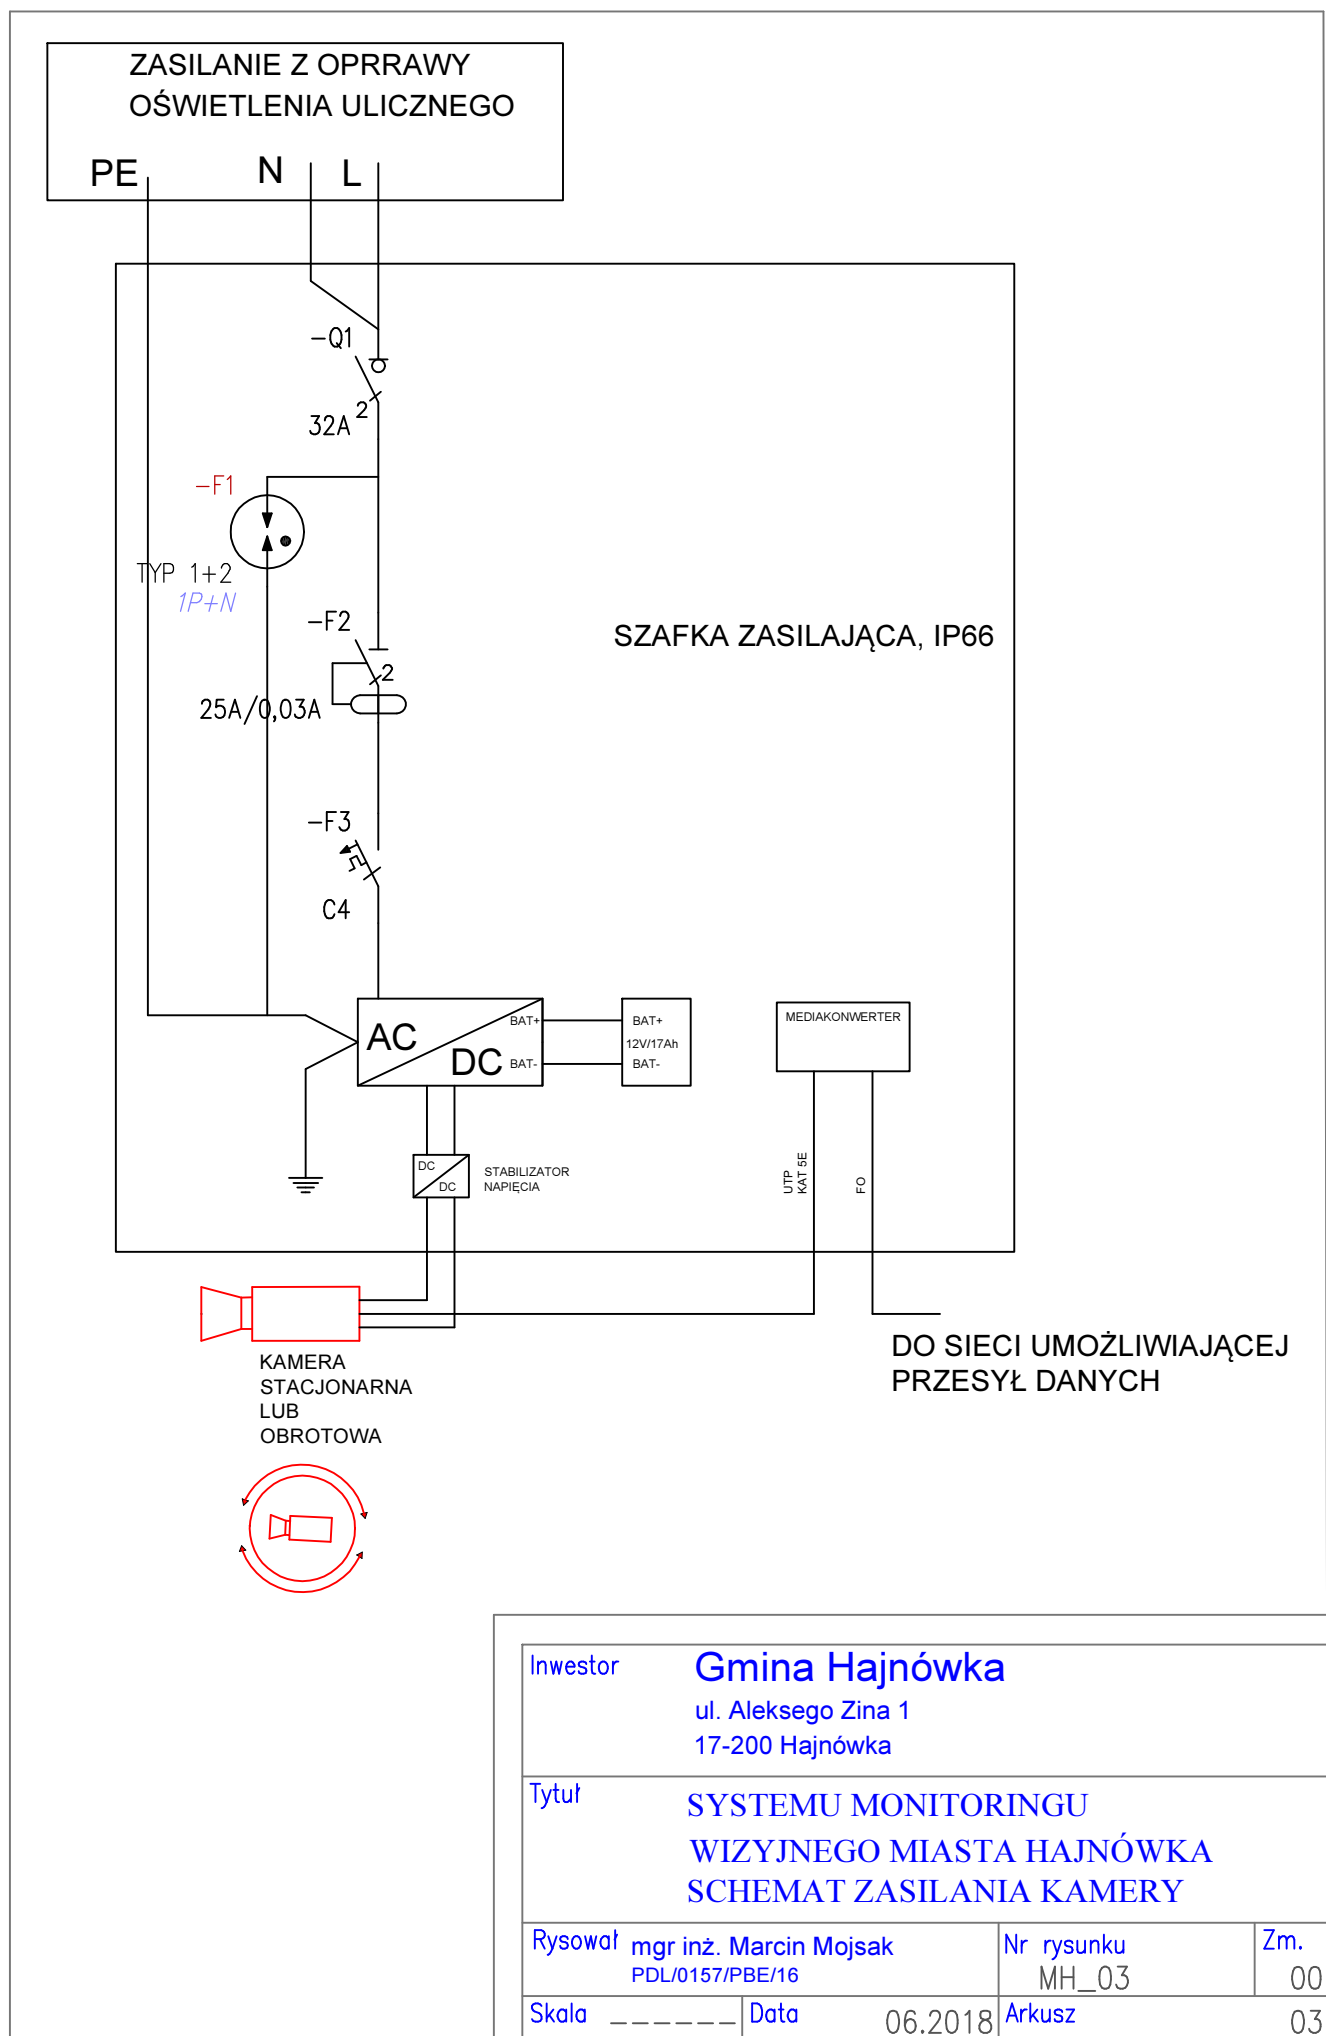 ZASILANIE Z OPRRAWY
OŚWIETLENIA ULICZNEGO
PE N L
-Q1
2
32A
-F1
TYP 1+2
1P+N
-F2
2
25A/0,03A
SZAFKA ZASILAJĄCA, IP66
-F3
C4
AC
DC
BAT+
BAT-
BAT+
12V/17Ah
BAT-
MEDIAKONWERTER
DC
DC
STABILIZATOR
NAPIĘCIA
UTP
KAT 5E
FO
KAMERA
STACJONARNA
LUB
OBROTOWA
DO SIECI UMOŻLIWIAJĄCEJ
PRZESYŁ DANYCH
Inwestor Gmina Hajnówka
ul. Aleksego Zina 1
17-200 Hajnówka
Tytuł SYSTEMU MONITORINGU
WIZYJNEGO MIASTA HAJNÓWKA
SCHEMAT ZASILANIA KAMERY
Rysował mgr inż. Marcin Mojsak
PDL/0157/PBE/16
Nr rysunku
MH_03
Zm.
00
Skala ------
Data 06.2018
Arkusz 03